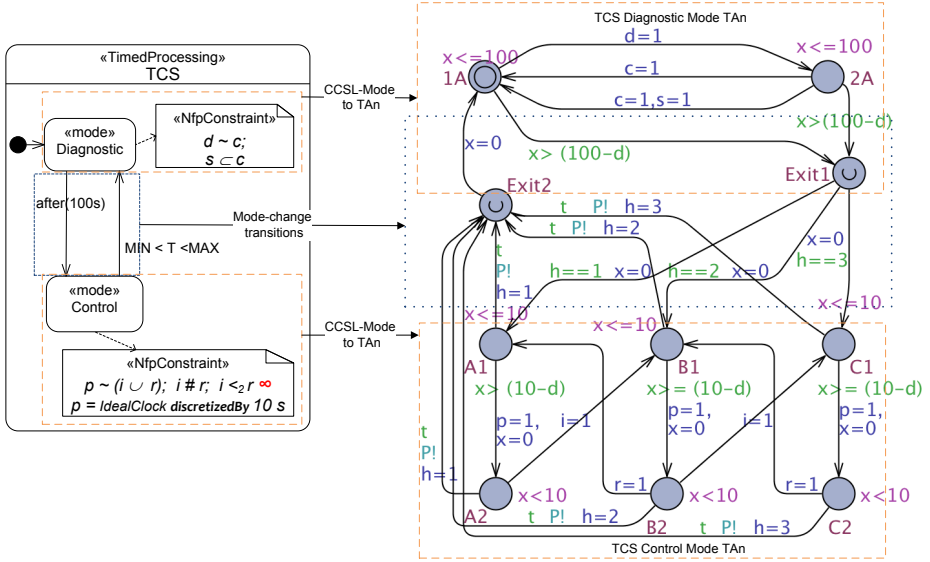 «TimedProcessing»
TCS
«mode»
Diagnostic
«NfpConstraint»
d ~ c;
s ⊂ c
after(100s)
MIN < T <MAX
«mode»
Control
«NfpConstraint»
p ~ (i ∪ r); i # r; i <₂ r ∞
p = IdealClock discretizedBy 10 s
CCSL-Mode
to TAn
Mode-change
transitions
CCSL-Mode
to TAn
TCS Diagnostic Mode TAn
x<=100
d=1
x<=100
1A
c=1
2A
c=1,s=1
x>(100-d)
x=0
x> (100-d)
Exit1
Exit2
t P! h=3
t P! h=2
t
P!
h=1
h==1 x=0
h==2 x=0
x=0
h==3
x<=10
x<=10
x<=10
A1
B1
C1
x> (10-d)
x>= (10-d)
x>= (10-d)
p=1,
x=0
i=1
p=1,
x=0
i=1
p=1,
x=0
t
P!
h=1
r=1
r=1
x<10
x<10
x<10
A2
B2
C2
t P! h=2
t P! h=3
TCS Control Mode TAn